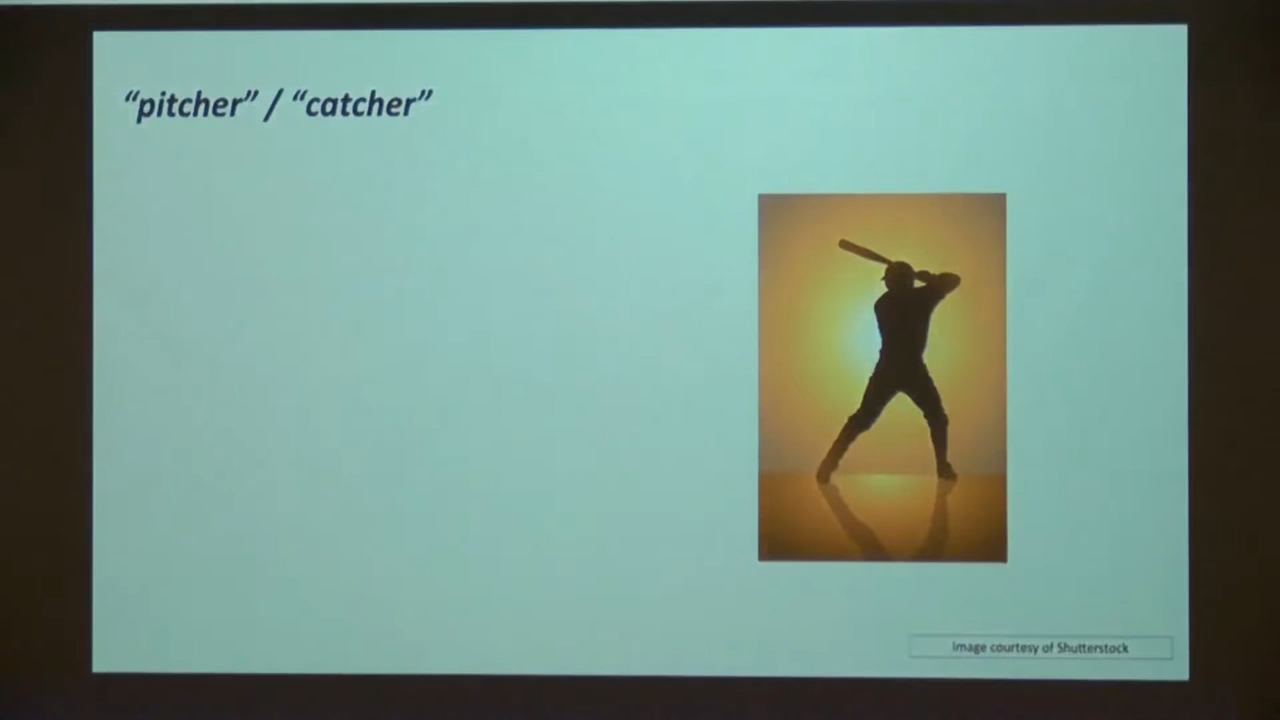 “pitcher” / “catcher”
Image courtesy of Shutterstock